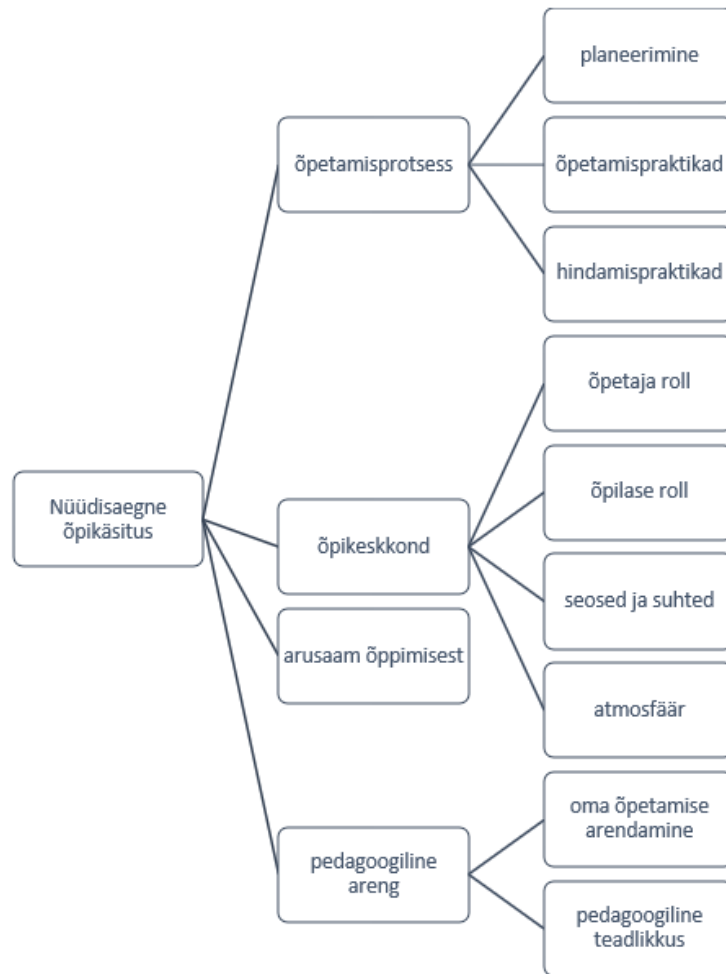 Nüüdisaegne
õpikäsitus
õpetamisprotsess
planeerimine
õpetamispraktikad
hindamispraktikad
õpikeskkond
õpetaja roll
õpilase roll
seosed ja suhted
atmosfäär
arusaam õppimisest
pedagoogiline
areng
oma õpetamise
arendamine
pedagoogiline
teadlikkus